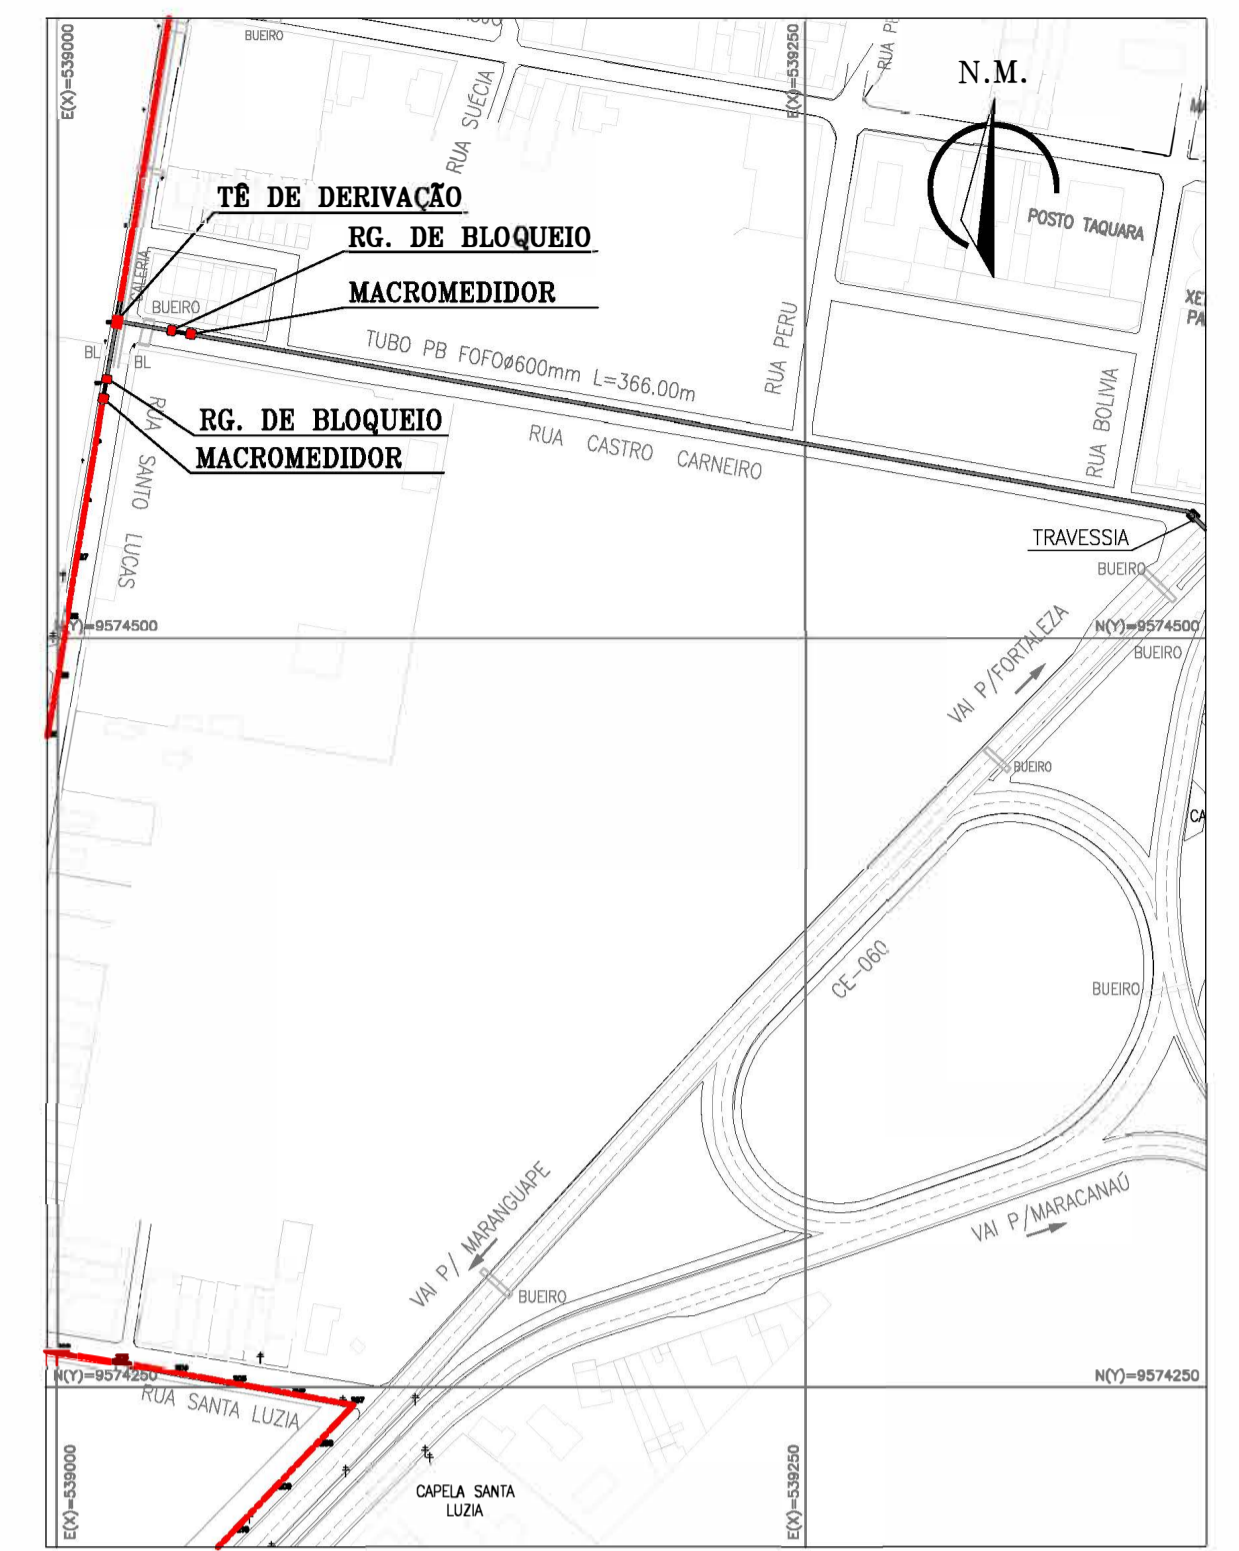 BUEIRO
E(X)=539000
E(X)=539250
RUA SUÉCIA
N.M.
TÊ DE DERIVAÇÃO
RG. DE BLOQUEIO
MACROMEDIDOR
POSTO TAQUARA
GALERIA
BUEIRO
BL
BL
TUBO PB FOFOø600mm L=366.00m
RUA PERU
RUA BOLIVIA
RG. DE BLOQUEIO
MACROMEDIDOR
RUA SANTO LUCAS
RUA CASTRO CARNEIRO
TRAVESSIA
BUEIRO
N(Y)=9574500
N(Y)=9574500
BUEIRO
VAI P/FORTALEZA
BUEIRO
CE-060
BUEIRO
VAI P/ MARANGUAPE
VAI P/MARACANAÚ
BUEIRO
N(Y)=9574250
N(Y)=9574250
RUA SANTA LUZIA
CAPELA SANTA
LUZIA
E(X)=539000
E(X)=539250